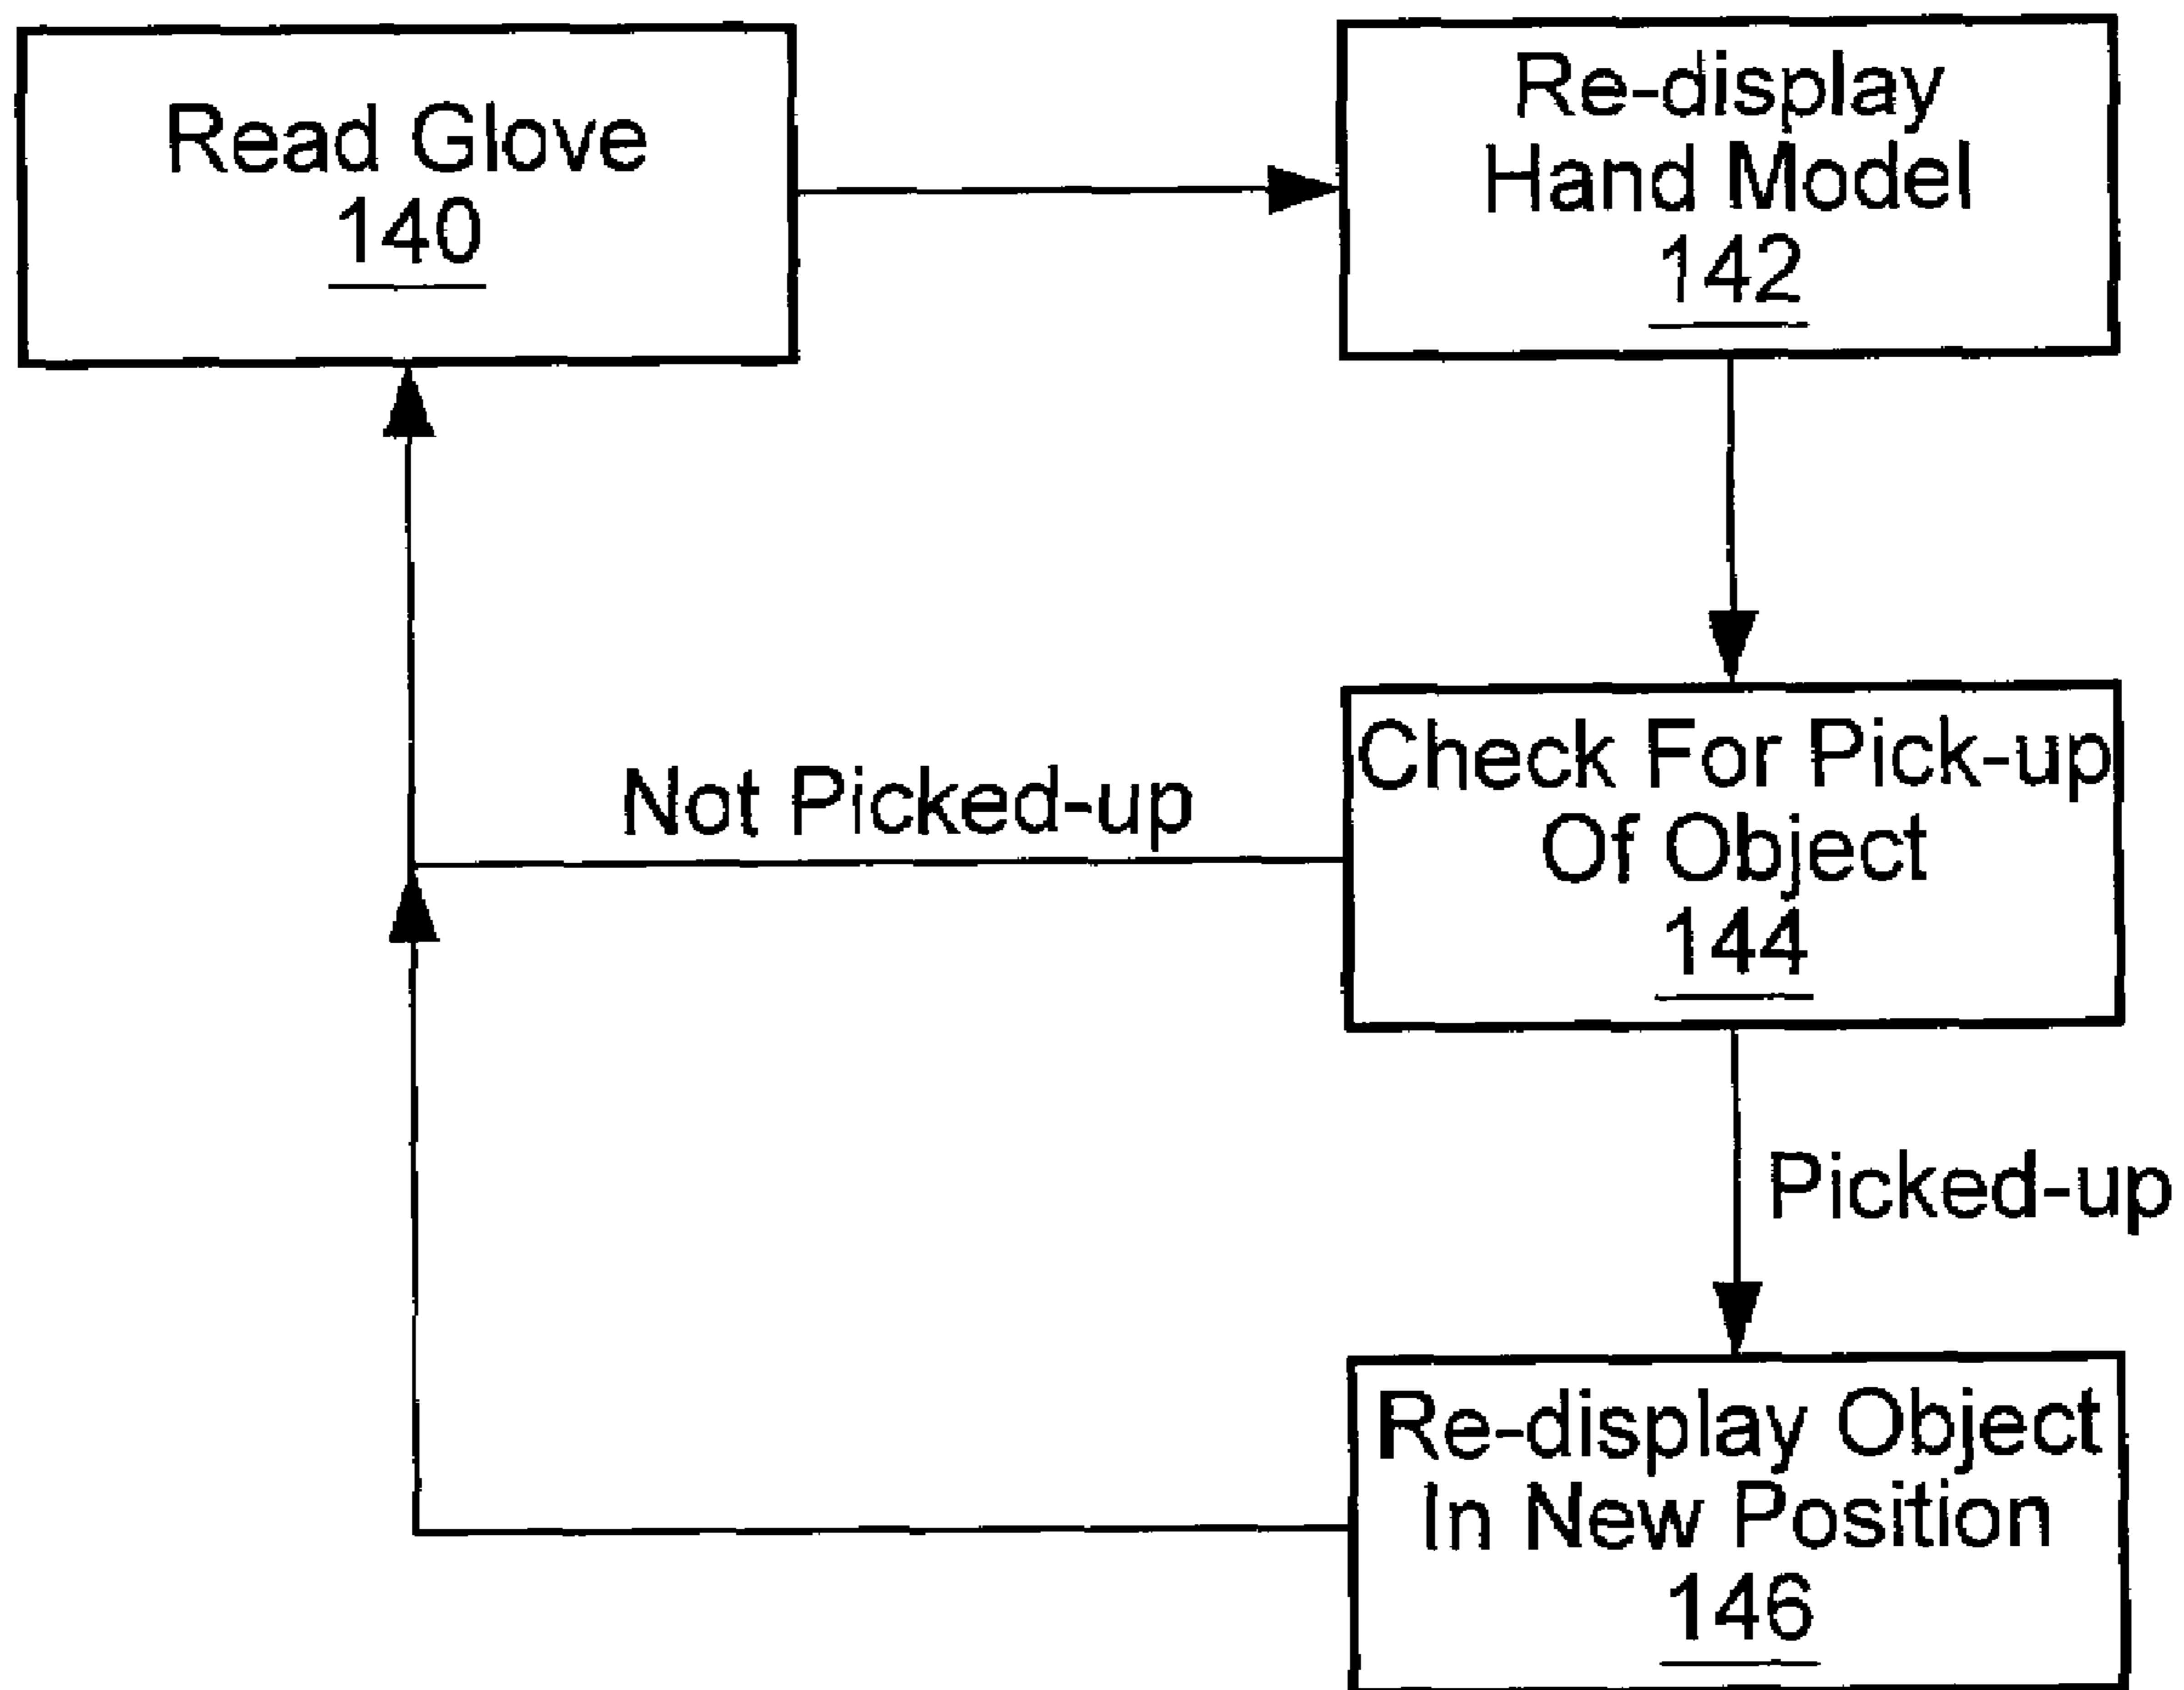 Read Glove
140
Re-display
Hand Model
142
Check For Pick-up
Of Object
144
Not Picked-up
Picked-up
Re-display Object
In New Position
146